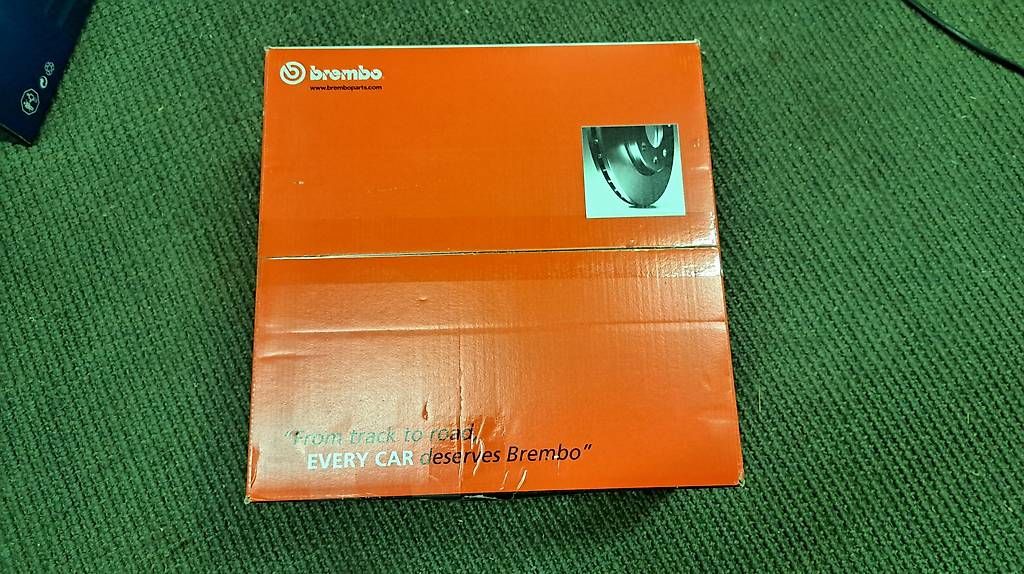 brembo
www.bremboparts.com
“From track to road,
EVERY CAR deserves Brembo”